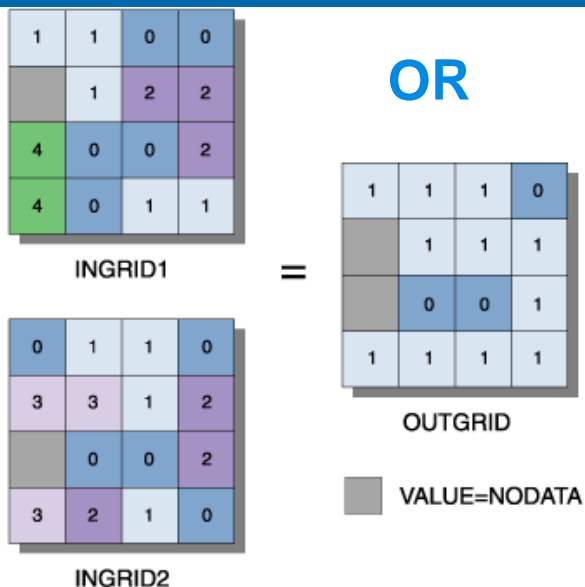 1 1 0 0
1 2 2
4 0 0 2
4 0 1 1
INGRID1
OR
=
0 1 1 0
3 3 1 2
0 0 2
3 2 1 0
INGRID2
1 1 1 0
1 1 1
0 0 1
1 1 1 1
OUTGRID
VALUE=NODATA